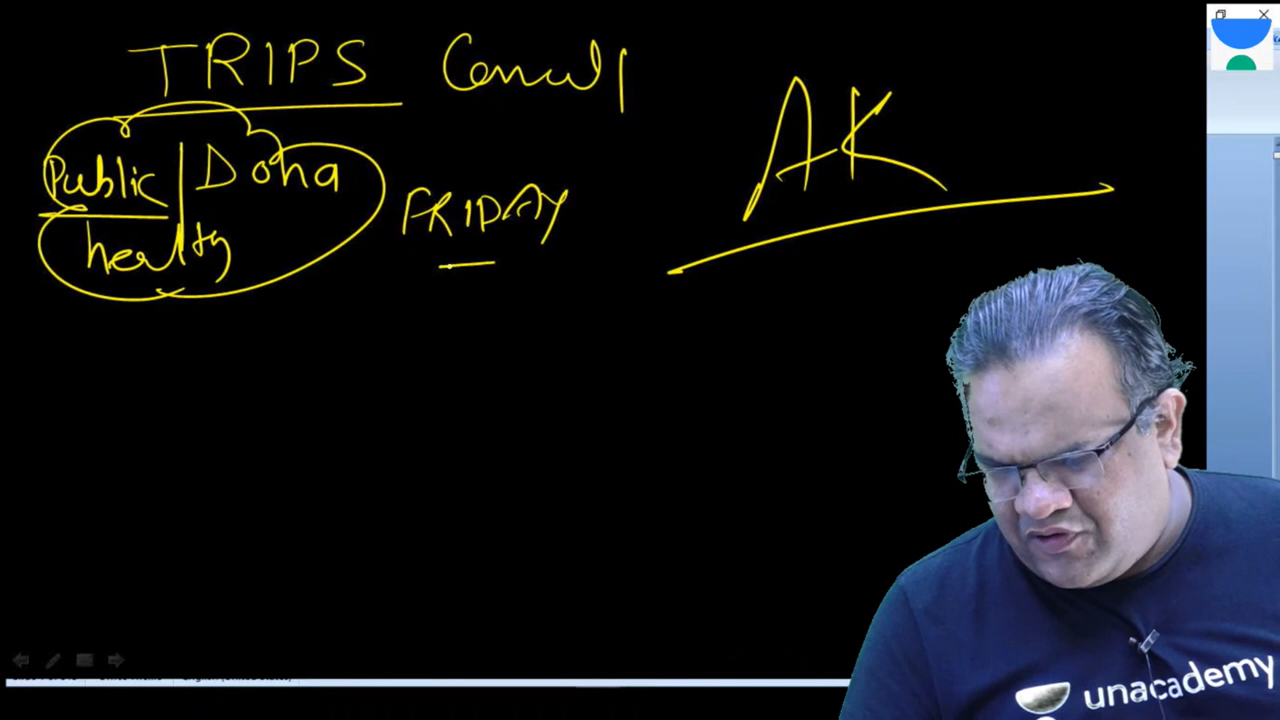 TRIPS Council
AK
Public | Doha
health
FRIDAY
unacademy